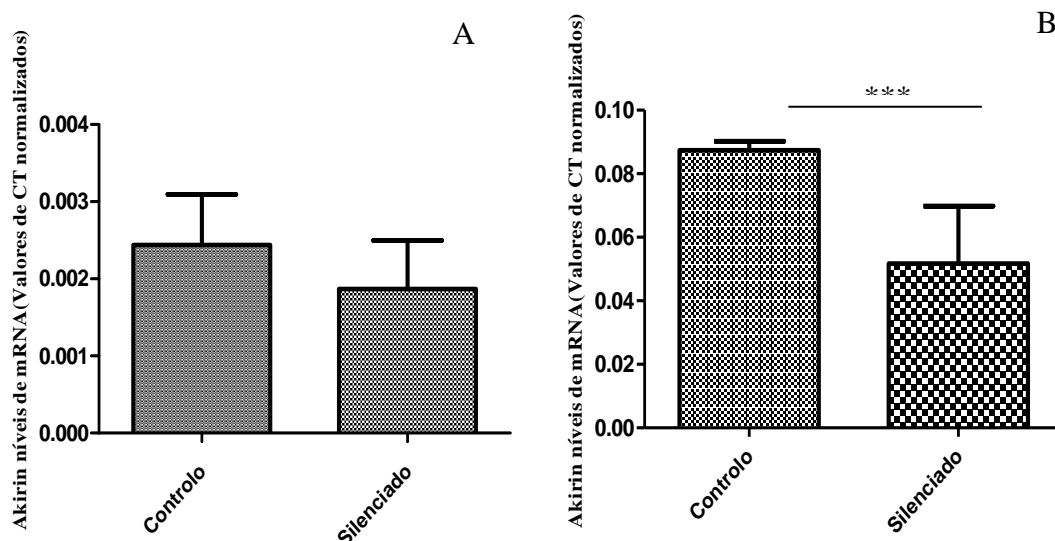 A
Akirin níveis de mRNA(Valores de CT normalizados)
0.004
0.003
0.002
0.001
0.000
Controlo
Silenciado
B
Akirin níveis de mRNA (Valores de CT normalizados)
***
0.10
0.08
0.06
0.04
0.02
0.00
Controlo
Silenciado